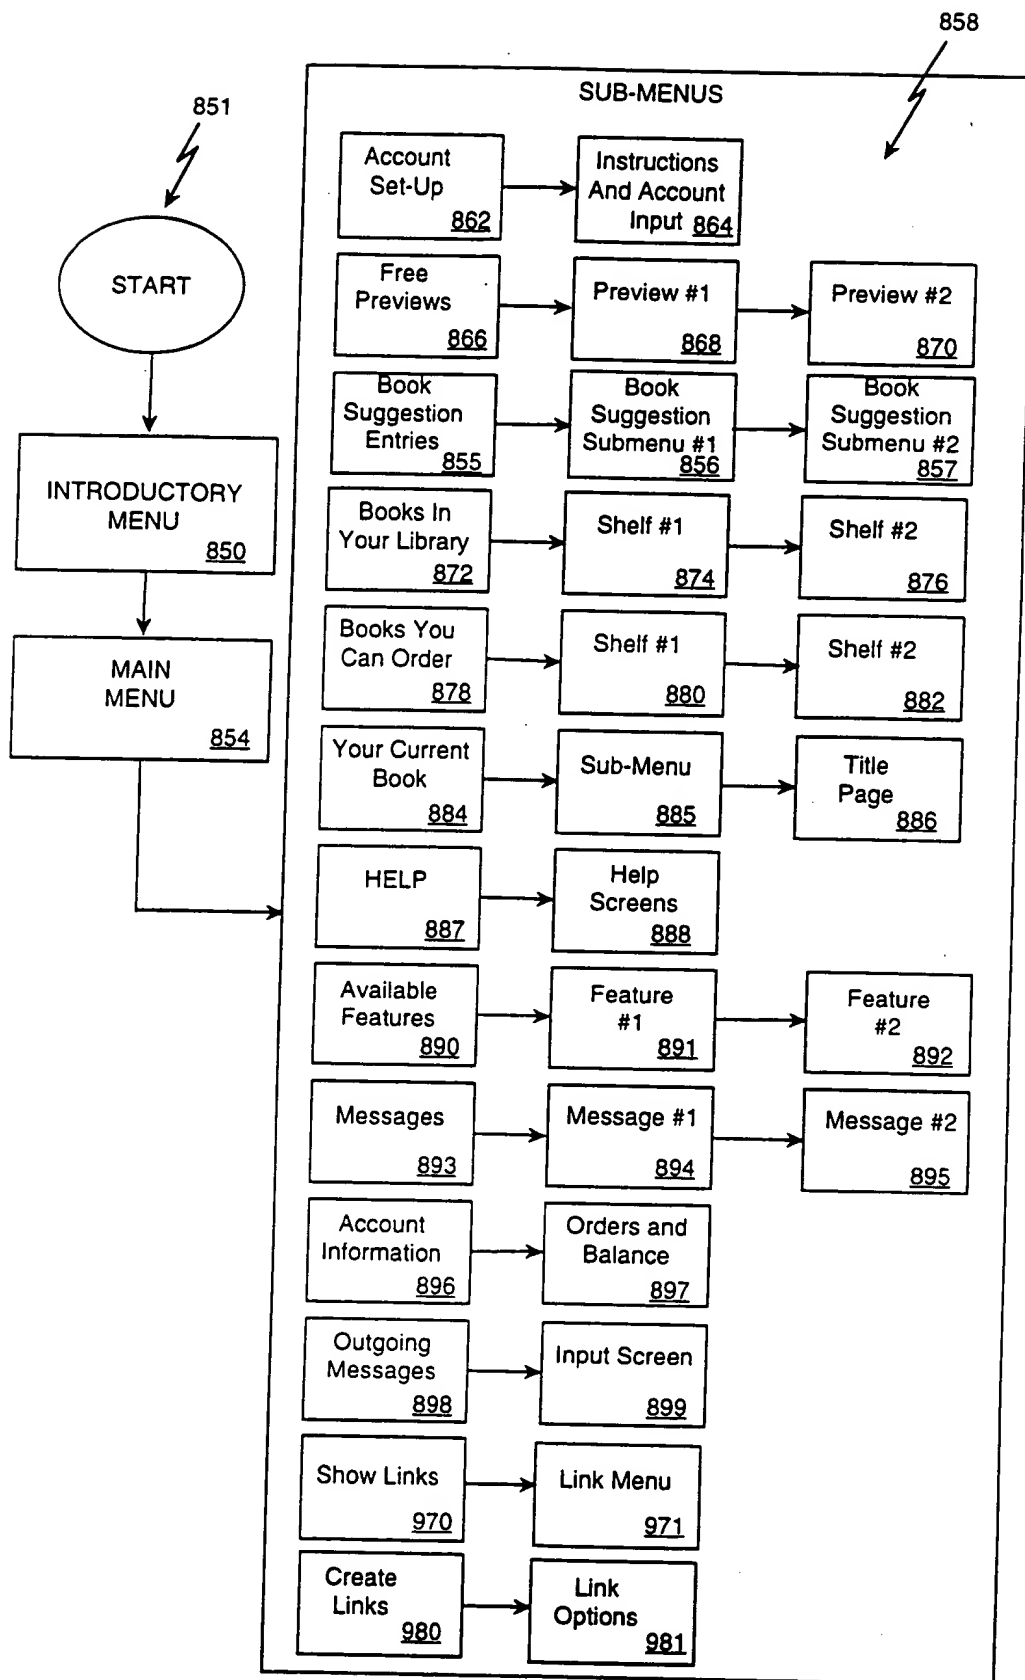 858
851
SUB-MENUS
START
INTRODUCTORY
MENU
850
MAIN
MENU
854
Account
Set-Up
862
Instructions
And Account
Input 864
Free
Previews
866
Preview #1
868
Preview #2
870
Book
Suggestion
Entries
855
Book
Suggestion
Submenu #1
856
Book
Suggestion
Submenu #2
857
Books In
Your Library
872
Shelf #1
874
Shelf #2
876
Books You
Can Order
878
Shelf #1
880
Shelf #2
882
Your Current
Book
884
Sub-Menu
885
Title
Page
886
HELP
887
Help
Screens
888
Available
Features
890
Feature
#1
891
Feature
#2
892
Messages
893
Message #1
894
Message #2
895
Account
Information
896
Orders and
Balance
897
Outgoing
Messages
898
Input Screen
899
Show Links
970
Link Menu
971
Create
Links
980
Link
Options
981